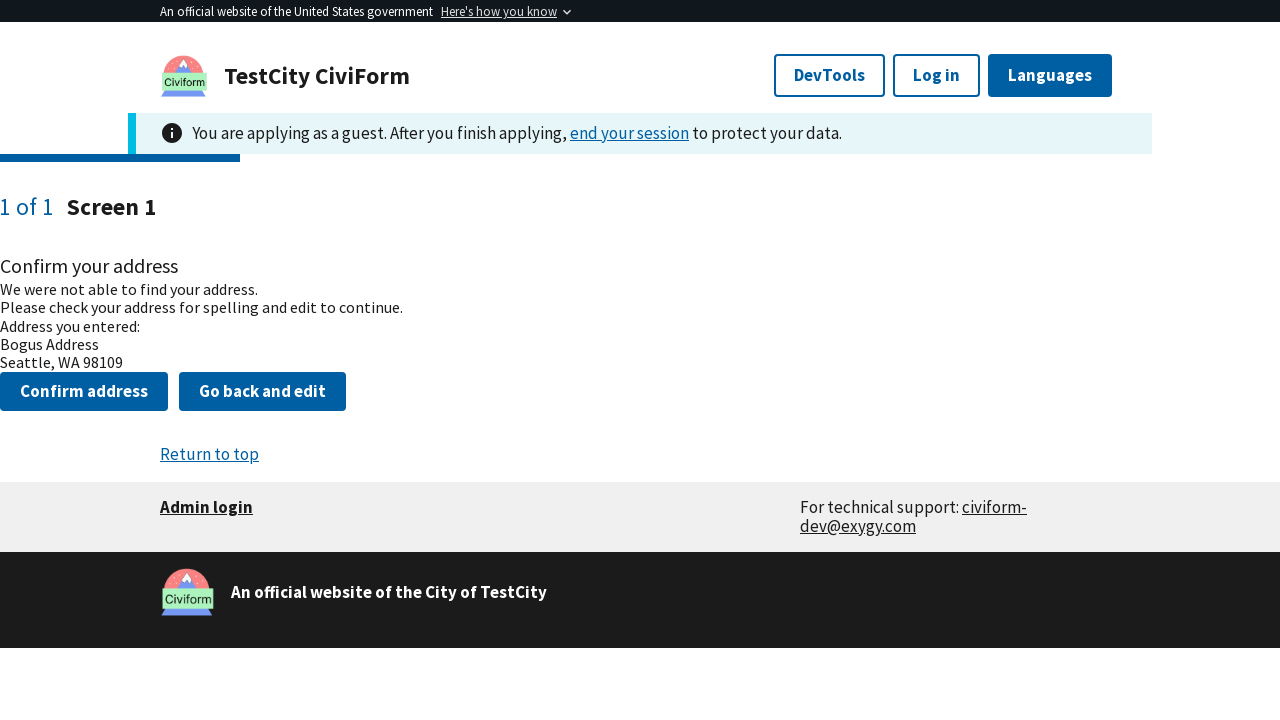 An official website of the United States government Here's how you know
Civiform TestCity CiviForm DevTools Log in Languages
You are applying as a guest. After you finish applying, end your session to protect your data.
1 of 1 Screen 1
Confirm your address
We were not able to find your address.
Please check your address for spelling and edit to continue.
Address you entered:
Bogus Address
Seattle, WA 98109
Confirm address Go back and edit
Return to top
Admin login For technical support: civiform-
dev@exygy.com
Civiform An official website of the City of TestCity